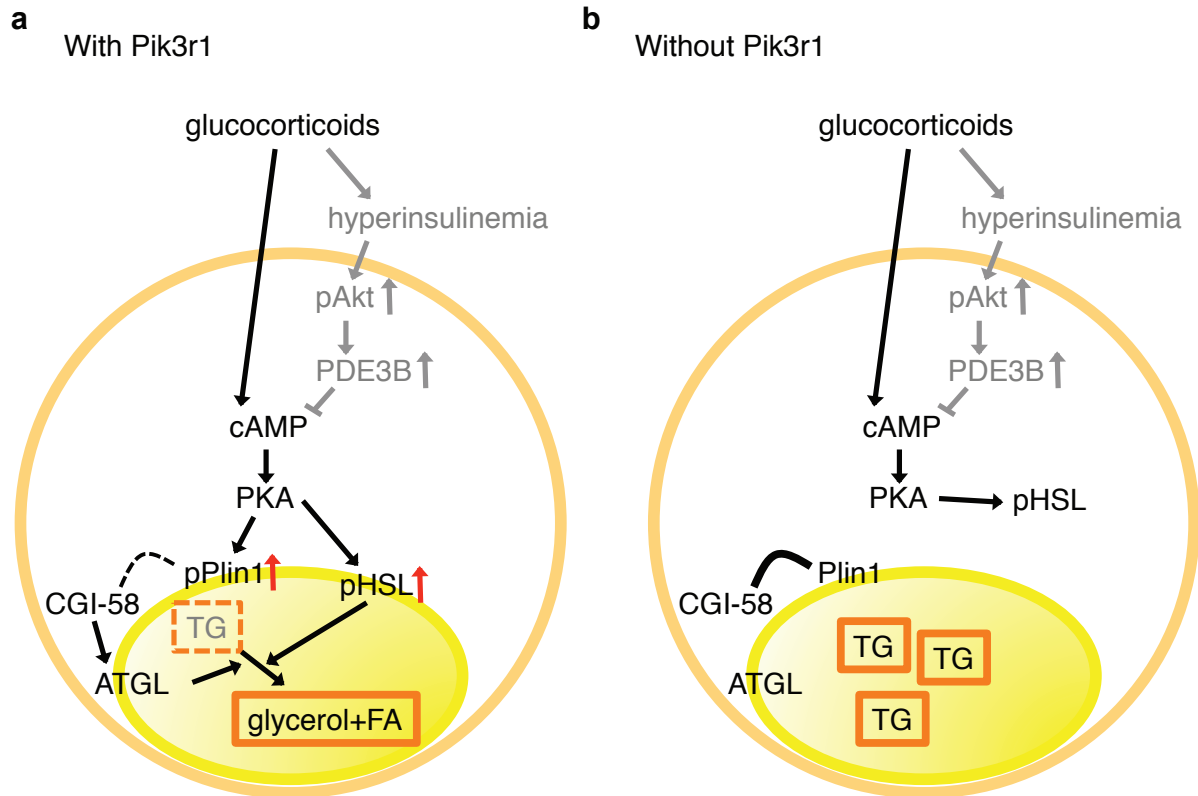 a
With Pik3r1
glucocorticoids
hyperinsulinemia
pAkt
PDE3B
cAMP
PKA
pPlin1
pHSL
CGI-58
TG
ATGL
glycerol+FA
b
Without Pik3r1
glucocorticoids
hyperinsulinemia
pAkt
PDE3B
cAMP
PKA
pHSL
Plin1
CGI-58
TG
TG
ATGL
TG